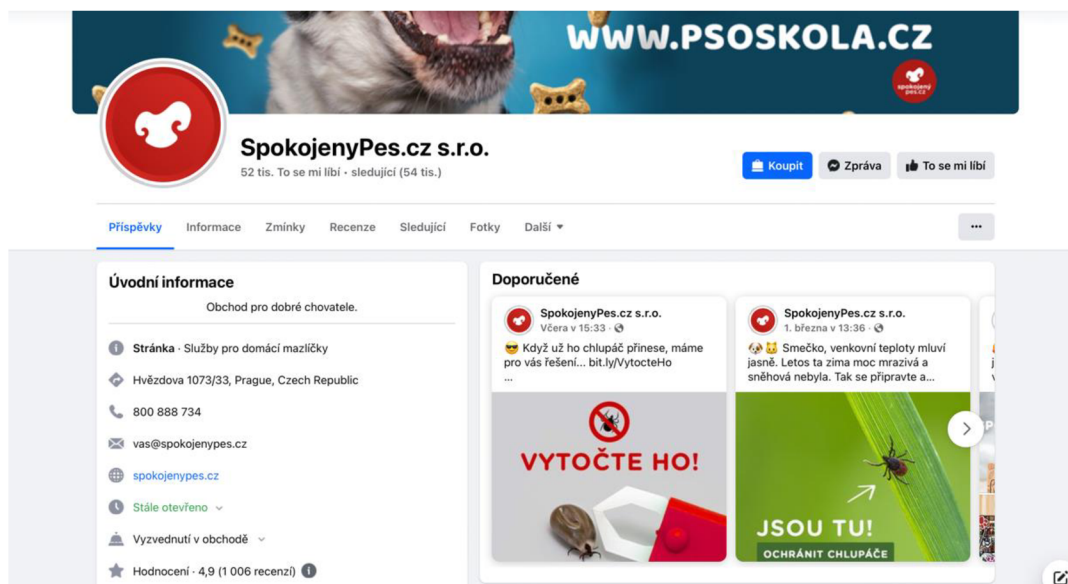 WWW.PSOSKOLA.CZ
spokojený
pes.cz
SpokojenyPes.cz s.r.o.
52 tis. To se mi líbí • sledující (54 tis.)
Koupit
Zpráva
To se mi líbí
Příspěvky
Informace
Zmínky
Recenze
Sledující
Fotky
Další
Úvodní informace
Obchod pro dobré chovatele.
Stránka · Služby pro domácí mazlíčky
Hvězdova 1073/33, Prague, Czech Republic
800 888 734
vas@spokojenypes.cz
spokojenypes.cz
Stále otevřeno
Vyzvednutí v obchodě
Hodnocení · 4,9 (1 006 recenzí)
Doporučené
SpokojenyPes.cz s.r.o.
Včera v 15:33 ·
😎 Když už ho chlupáč přinese, máme
pro vás řešení... bit.ly/VytocteHo
...
VYTOČTE HO!
SpokojenyPes.cz s.r.o.
1. března v 13:36 ·
🐶 🐱 Smečko, venkovní teploty mluví
jasně. Letos ta zima moc mrazivá a
sněhová nebyla. Tak se připravte a...
JSOU TU!
OCHRÁNIT CHLUPÁČE